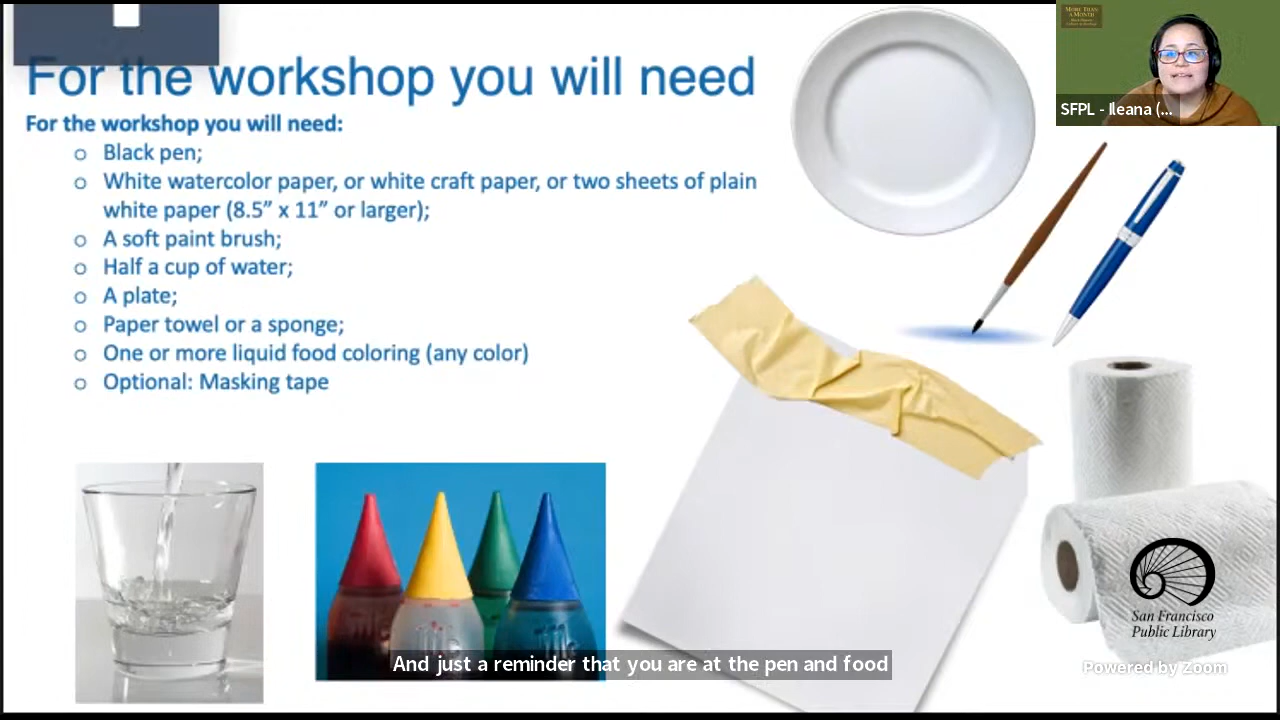 For the workshop you will need
For the workshop you will need:
Black pen;
White watercolor paper, or white craft paper, or two sheets of plain
white paper (8.5” x 11” or larger);
A soft paint brush;
Half a cup of water;
A plate;
Paper towel or a sponge;
One or more liquid food coloring (any color)
Optional: Masking tape
MORE THAN
A MONTH
SFPL - Ileana (...
San Francisco
Public Library
And just a reminder that you are at the pen and food
Powered by Zoom